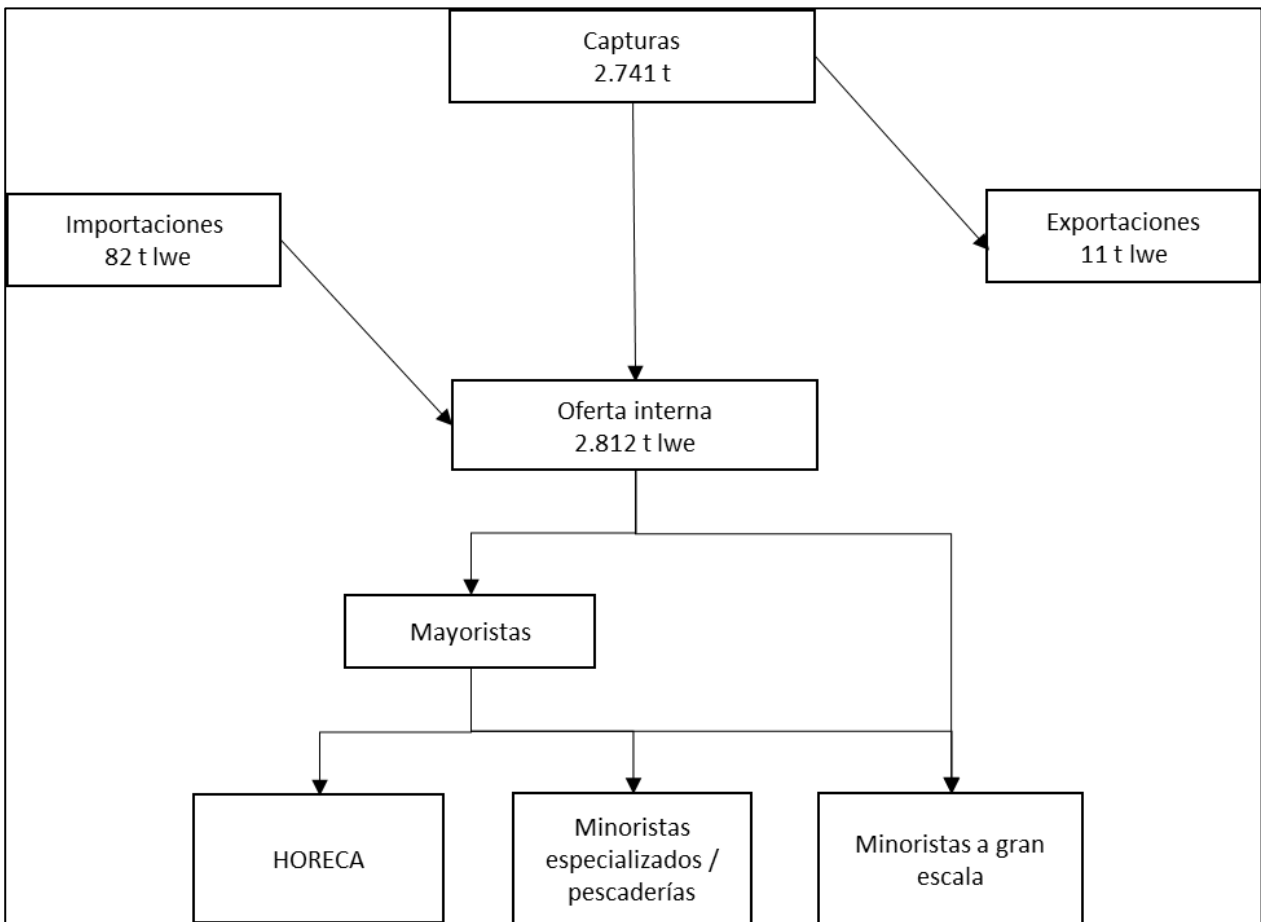 Capturas
2.741 t
Importaciones
82 t lwe
Exportaciones
11 t lwe
Oferta interna
2.812 t lwe
Mayoristas
HORECA
Minoristas
especializados /
pescaderías
Minoristas a gran
escala